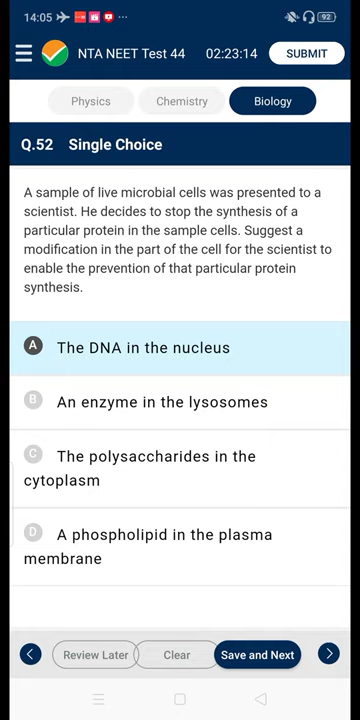 14:05
92
NTA NEET Test 44
02:23:14
SUBMIT
Physics
Chemistry
Biology
Q.52 Single Choice
A sample of live microbial cells was presented to a
scientist. He decides to stop the synthesis of a
particular protein in the sample cells. Suggest a
modification in the part of the cell for the scientist to
enable the prevention of that particular protein
synthesis.
A The DNA in the nucleus
B An enzyme in the lysosomes
C The polysaccharides in the
cytoplasm
D A phospholipid in the plasma
membrane
Review Later
Clear
Save and Next